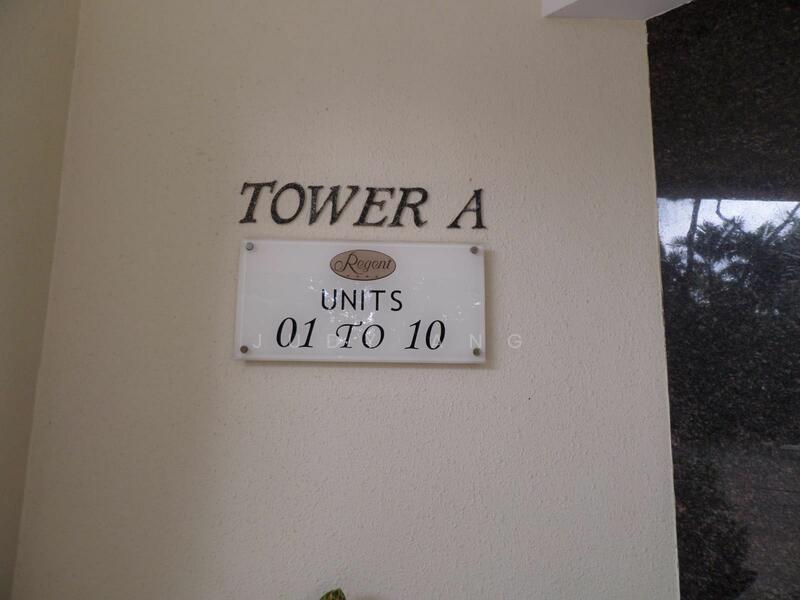 TOWER A
Regent
UNITS
01 TO 10